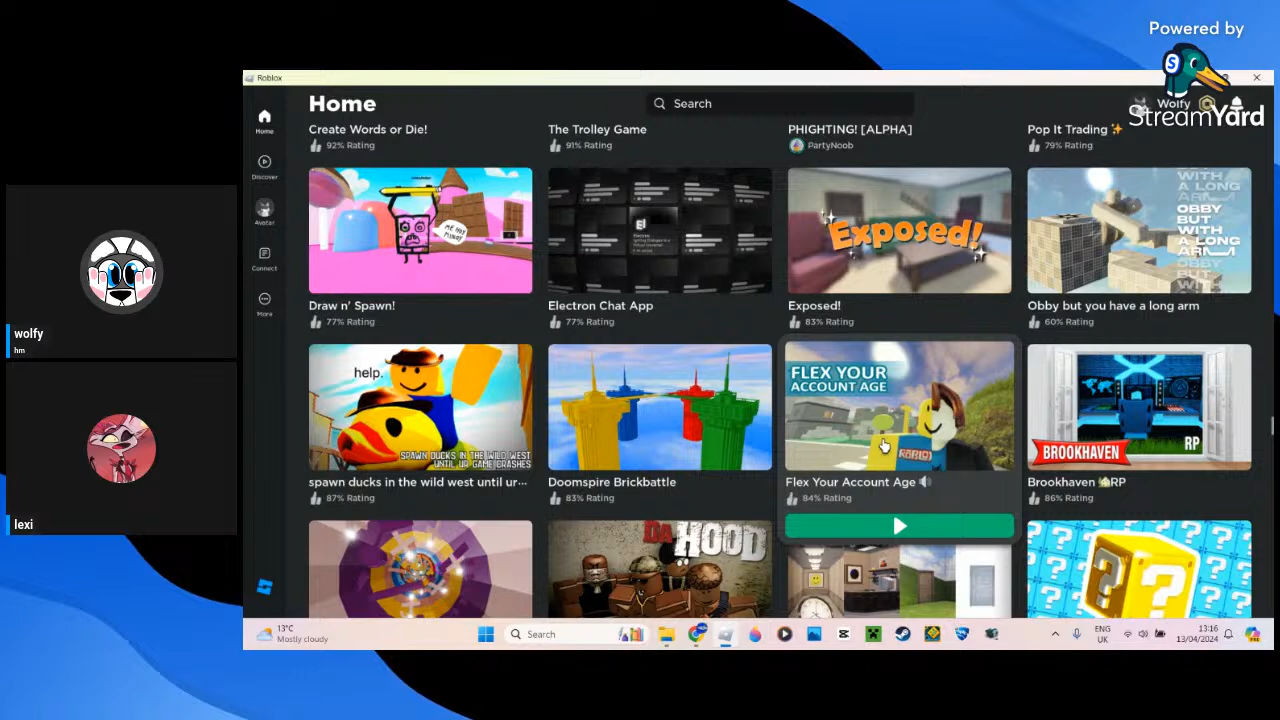 Powered by
S
StreamYard
Roblox
Home
Search
Wolfy
Home
Discover
Avatar
Connect
More
Create Words or Die!
92% Rating
The Trolley Game
91% Rating
PHIGHTING! [ALPHA]
PartyNoob
Pop It Trading ✨
79% Rating
ME HAY MONEY
Exposed!
WITH
A LONG
OBBY
BUT
WITH
A LONG
ARM
OBBY
BUT
WITH
Draw n' Spawn!
77% Rating
Electron Chat App
77% Rating
Exposed!
83% Rating
Obby but you have a long arm
60% Rating
help.
SPAWN DUCKS IN THE WILD WEST
UNTIL UR GAME CRASHES
FLEX YOUR
ACCOUNT AGE
ROBLOX
BROOKHAVEN
RP
spawn ducks in the wild west until ur...
87% Rating
Doomspire Brickbattle
83% Rating
Flex Your Account Age 🔊
84% Rating
Brookhaven 🏡RP
86% Rating
DA HOOD
? ?
wolfy
hm
lexi
13°C
Mostly cloudy
Search
ENG
UK
13:16
13/04/2024